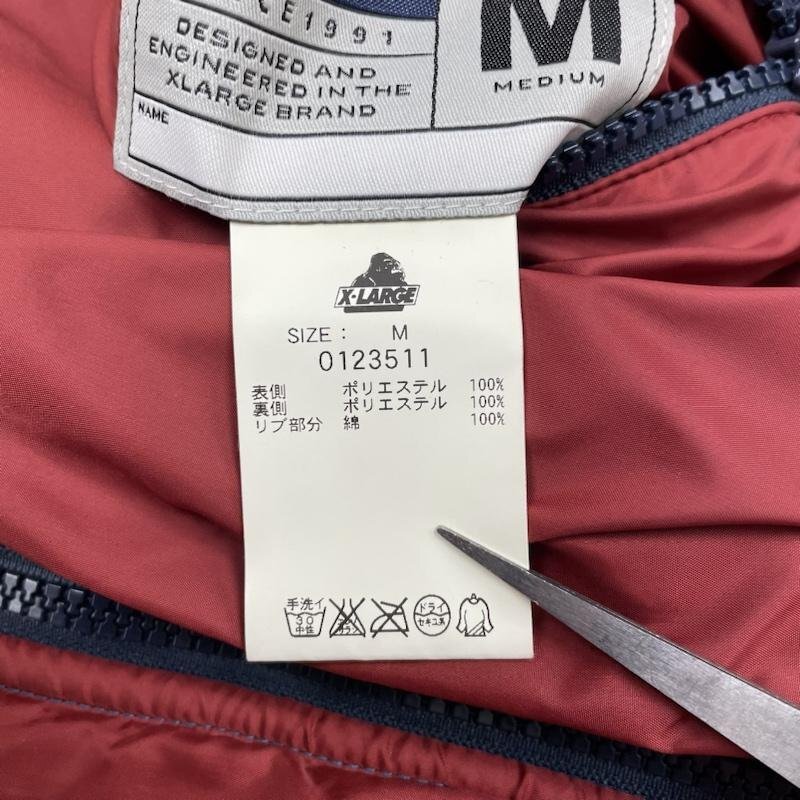 CE1991
DESIGNED AND
ENGINEERED IN THE
XLARGE BRAND
NAME
M
MEDIUM
X-LARGE
SIZE : M
0123511
表側 ポリエステル 100%
裏側 ポリエステル 100%
リブ部分 綿 100%
手洗イ
30
中性
ドライ
セキユ系